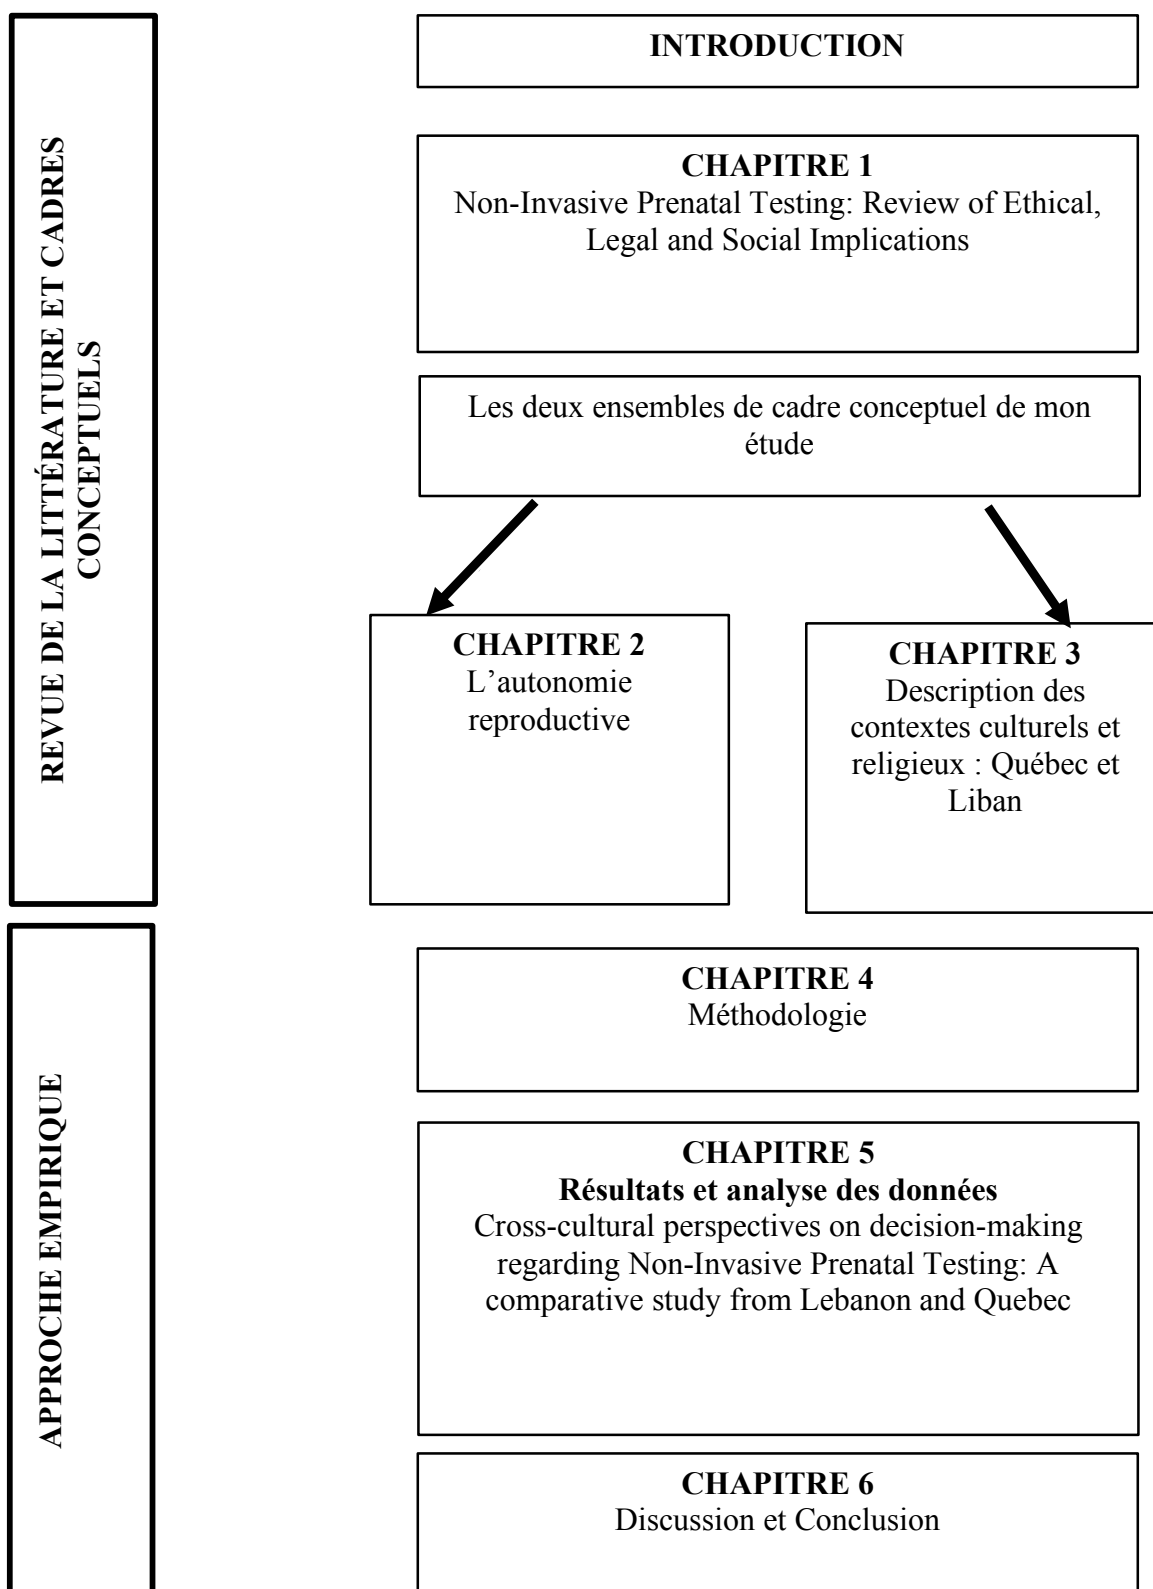 REVUE DE LA LITTÉRATURE ET CADRES
CONCEPTUELS
INTRODUCTION
CHAPITRE 1
Non-Invasive Prenatal Testing: Review of Ethical,
Legal and Social Implications
Les deux ensembles de cadre conceptuel de mon
étude
CHAPITRE 2
L’autonomie
reproductive
CHAPITRE 3
Description des
contextes culturels et
religieux : Québec et
Liban
APPROCHE EMPIRIQUE
CHAPITRE 4
Méthodologie
CHAPITRE 5
Résultats et analyse des données
Cross-cultural perspectives on decision-making
regarding Non-Invasive Prenatal Testing: A
comparative study from Lebanon and Quebec
CHAPITRE 6
Discussion et Conclusion